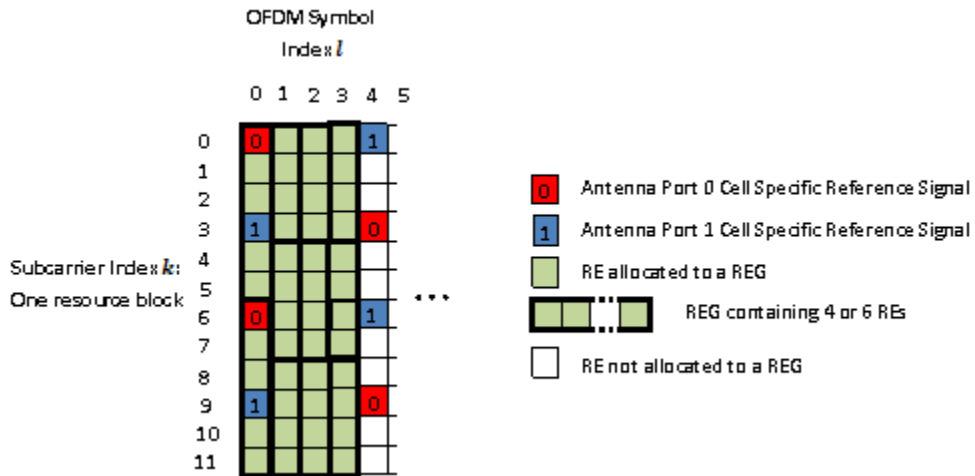 OFDM Symbol
Index l
0 1 2 3 4 5
0 0 1
1
2
3 1 0
4
Subcarrier Index k:
5
One resource block
...
6 0 1
7
8
9 1 0
10
11
0 Antenna Port 0 Cell Specific Reference Signal
1 Antenna Port 1 Cell Specific Reference Signal
RE allocated to a REG
REG containing 4 or 6 REs
RE not allocated to a REG